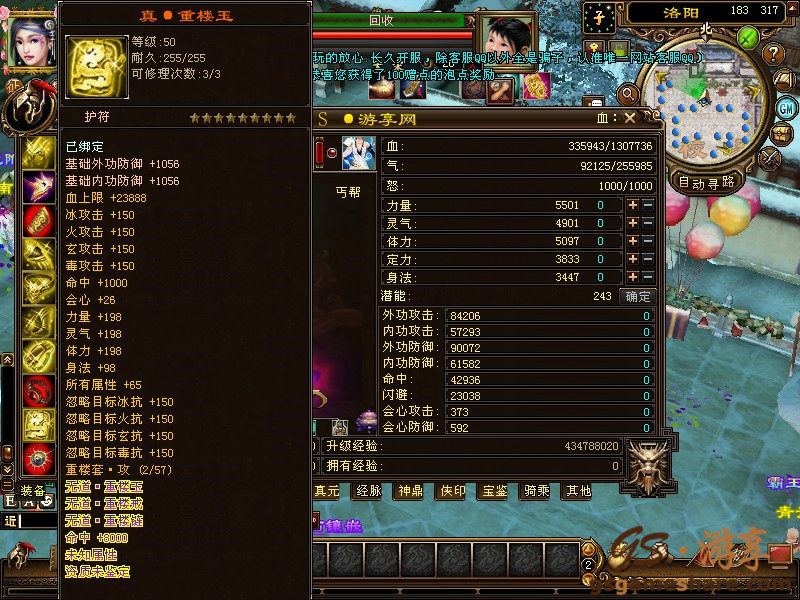 真●重楼玉
等级:50
耐久:255/255
可修理次数:3/3
护符
★★★★★★★★★
已绑定
基础外功防御 +1056
基础内功防御 +1056
血上限 +23888
冰攻击 +150
火攻击 +150
玄攻击 +150
毒攻击 +150
命中 +1000
会心 +26
力量 +198
灵气 +198
体力 +198
身法 +98
所有属性 +65
忽略目标冰抗 +150
忽略目标火抗 +150
忽略目标玄抗 +150
忽略目标毒抗 +150
重楼套·攻 (2/57)
无道·重楼玉
无道·重楼戒
无道·重楼链
命中 +8000
未知属性
资质未鉴定
装备
近
回收
玩的放心 长久开服，除客服QQ以外全是骗子，认准唯一网站客服QQ）
恭喜您获得了100赠点的泡点奖励
S ●游享网
血:
丐帮
血: 335943/1307736
气: 92125/255985
怒: 1000/1000
力量: 5501 0
灵气: 4901 0
体力: 5097 0
定力: 3833 0
身法: 3447 0
潜能: 243 确定
外功攻击: 84206 0
内功攻击: 57293 0
外功防御: 90072 0
内功防御: 61582 0
命中: 42936 0
闪避: 23038 0
会心攻击: 373 0
会心防御: 592 0
升级经验: 434788020
拥有经验: 0
真元 经脉 神鼎 侠印 宝鉴 骑乘 其他
镶嵌
洛阳 183 317
北
子
GM
自动寻路
霸王
青
2
GS·游享